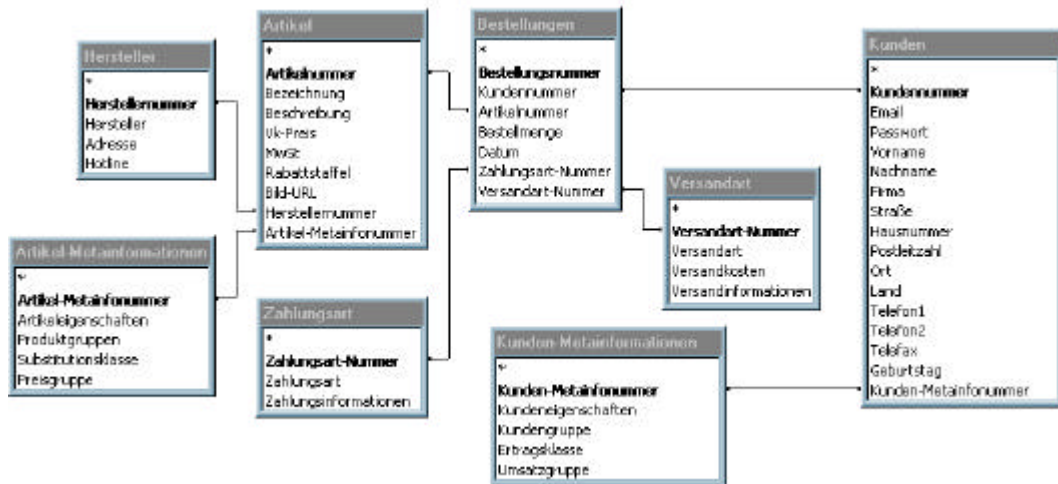 Hersteller
*
Herstellernummer
Hersteller
Adresse
Hotline
Artikel
*
Artikelnummer
Bezeichnung
Beschreibung
Vk-Preis
MwSt
Rabattstaffel
Bild-URL
Herstellernummer
Artikel-Metainfonummer
Bestellungen
*
Bestellungsnummer
Kundennummer
Artikelnummer
Bestellmenge
Datum
Zahlungsart-Nummer
Versandart-Nummer
Kunden
*
Kundennummer
Email
Passwort
Vorname
Nachname
Firma
Straße
Hausnummer
Postleitzahl
Ort
Land
Telefon1
Telefon2
Telefax
Geburtstag
Kunden-Metainfonummer
Versandart
*
Versandart-Nummer
Versandart
Versandkosten
Versandinformationen
Artikel-Metainformationen
*
Artikel-Metainfonummer
Artikeleigenschaften
Produktgruppen
Substitutionsklasse
Preisgruppe
Zahlungsart
*
Zahlungsart-Nummer
Zahlungsart
Zahlungsinformationen
Kunden-Metainformationen
*
Kunden-Metainfonummer
Kundeneigenschaften
Kundengruppe
Ertragsklasse
Umsatzgruppe